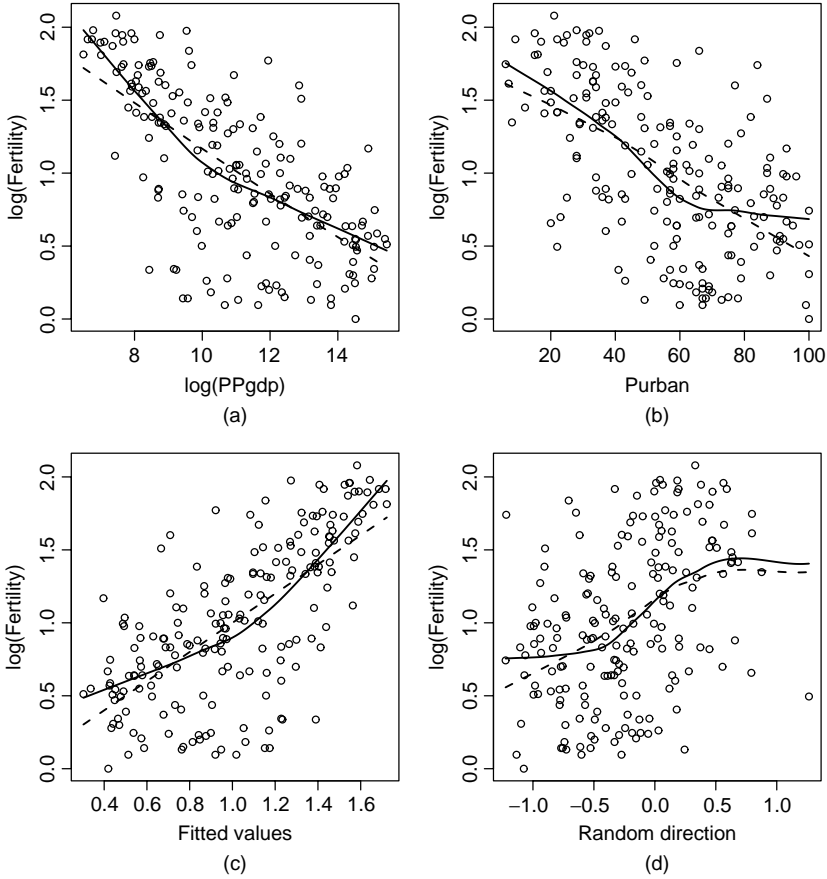 log(Fertility)
0.0 0.5 1.0 1.5 2.0
8 10 12 14
log(PPgdp)
(a)
log(Fertility)
0.0 0.5 1.0 1.5 2.0
20 40 60 80 100
Purban
(b)
log(Fertility)
0.0 0.5 1.0 1.5 2.0
0.4 0.6 0.8 1.0 1.2 1.4 1.6
Fitted values
(c)
log(Fertility)
0.0 0.5 1.0 1.5 2.0
−1.0 −0.5 0.0 0.5 1.0
Random direction
(d)